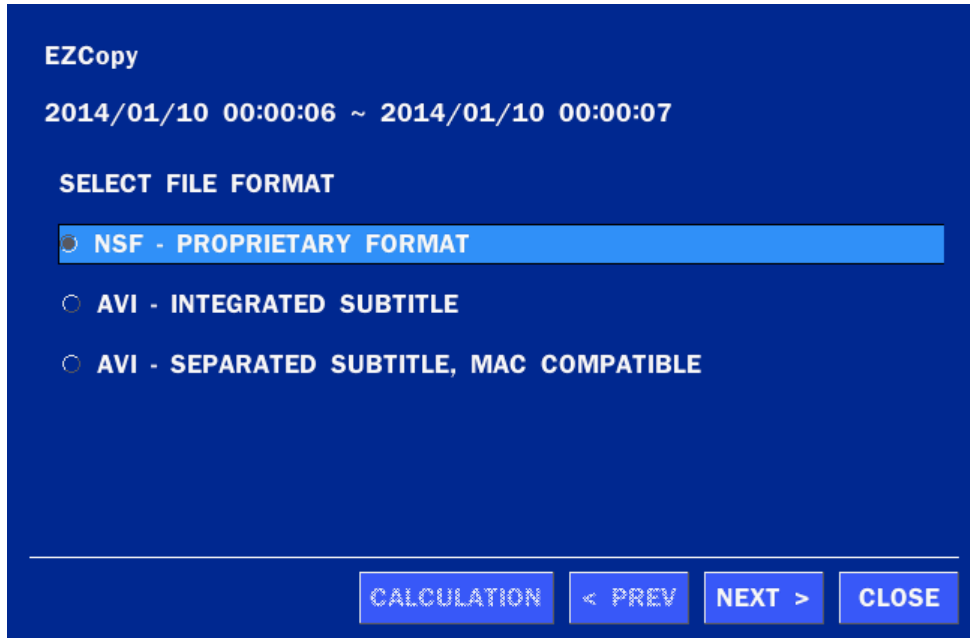 EZCopy
2014/01/10 00:00:06 ~ 2014/01/10 00:00:07
SELECT FILE FORMAT
NSF - PROPRIETARY FORMAT
AVI - INTEGRATED SUBTITLE
AVI - SEPARATED SUBTITLE, MAC COMPATIBLE
CALCULATION < PREV NEXT > CLOSE